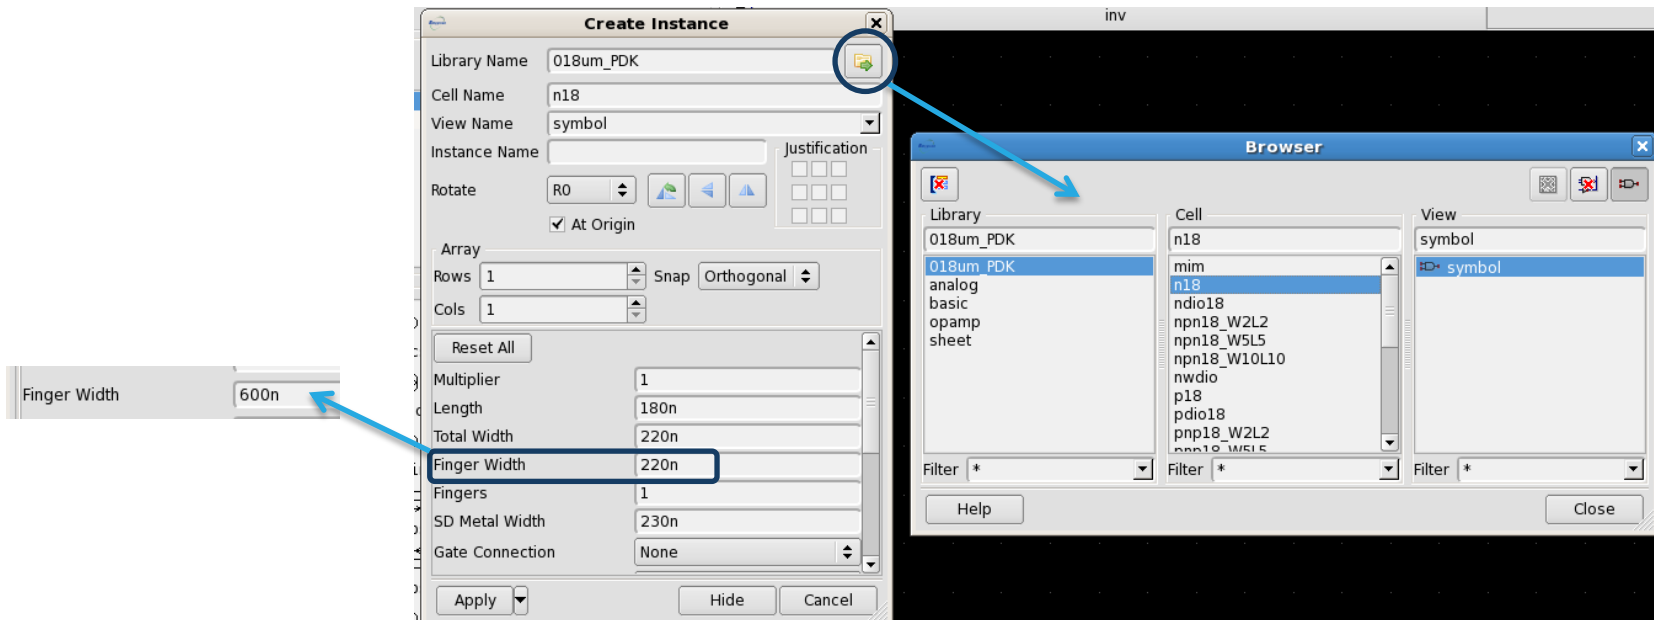 inv
Create Instance
Library Name 018um_PDK
Cell Name n18
View Name symbol
Instance Name
Justification
Rotate R0
At Origin
Array
Rows 1 Snap Orthogonal
Cols 1
Reset All
Multiplier 1
Length 180n
Total Width 220n
Finger Width 220n
Fingers 1
SD Metal Width 230n
Gate Connection None
Apply Hide Cancel
Finger Width 600n
Browser
Library Cell View
018um_PDK n18 symbol
018um_PDK mim symbol
analog n18
basic ndio18
opamp npn18_W2L2
sheet npn18_W5L5
npn18_W10L10
nwdio
p18
pdio18
pnp18_W2L2
pnp18_W5L5
Filter * Filter * Filter *
Help Close